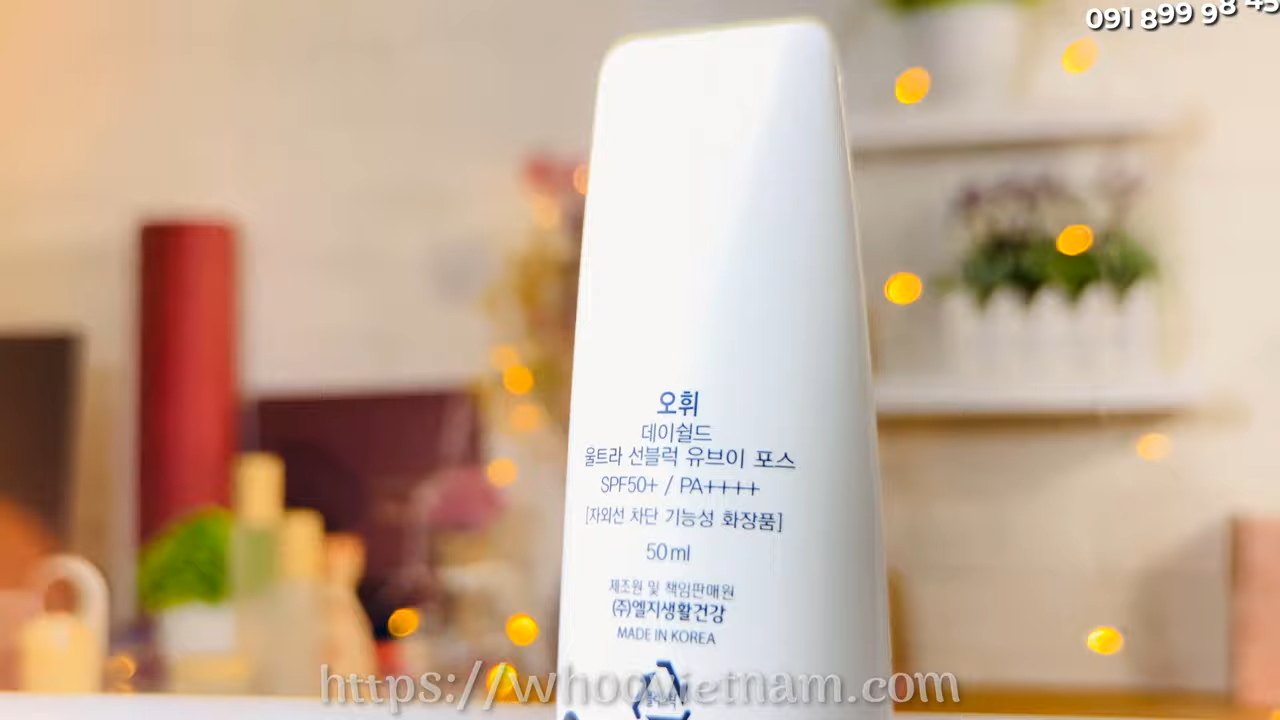 091 899 98 45
오휘
데이쉴드
울트라 선블럭 유브이 포스
SPF50+ / PA++++
[자외선 차단 기능성 화장품]
50ml
제조원 및 책임판매원
(주)엘지생활건강
MADE IN KOREA
https://whoovietnam.com